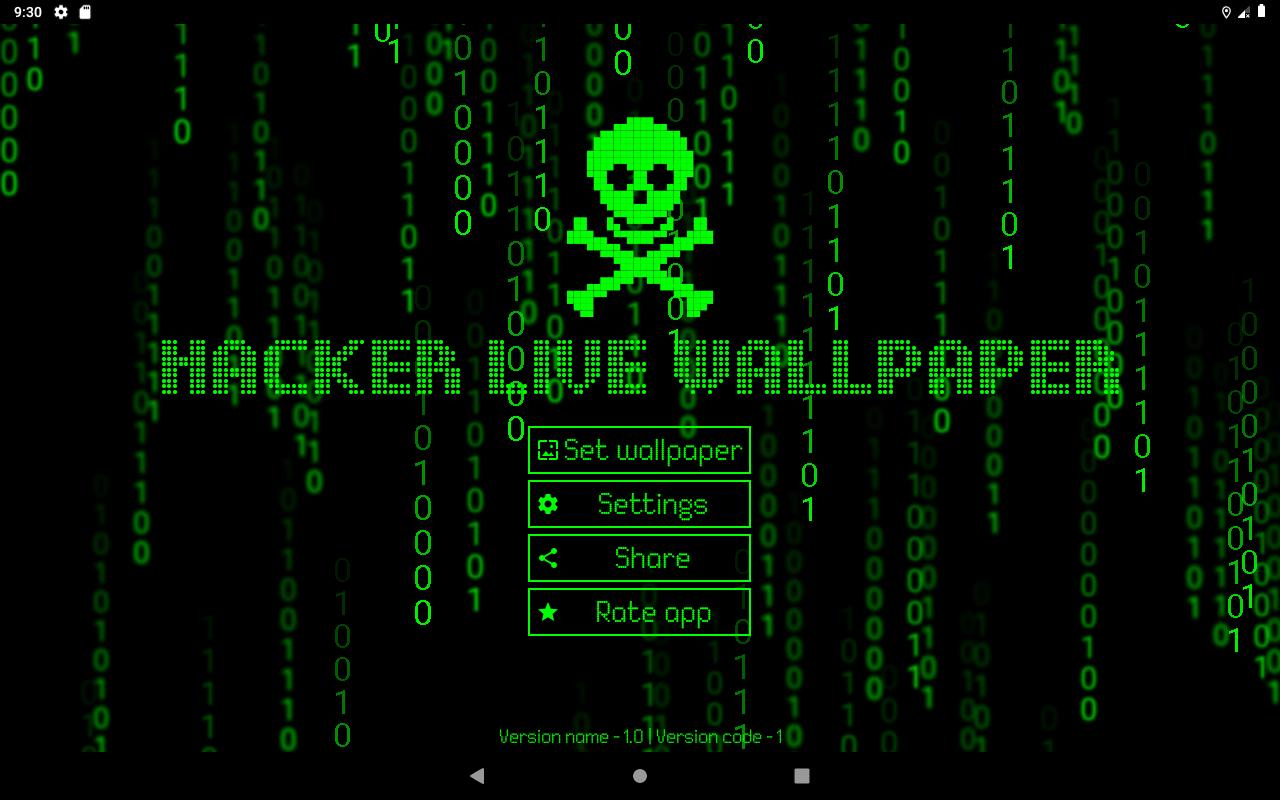 9:30
HACKER LIVE WALLPAPER
Set wallpaper
Settings
Share
Rate app
Version name - 1.0 | Version code - 1